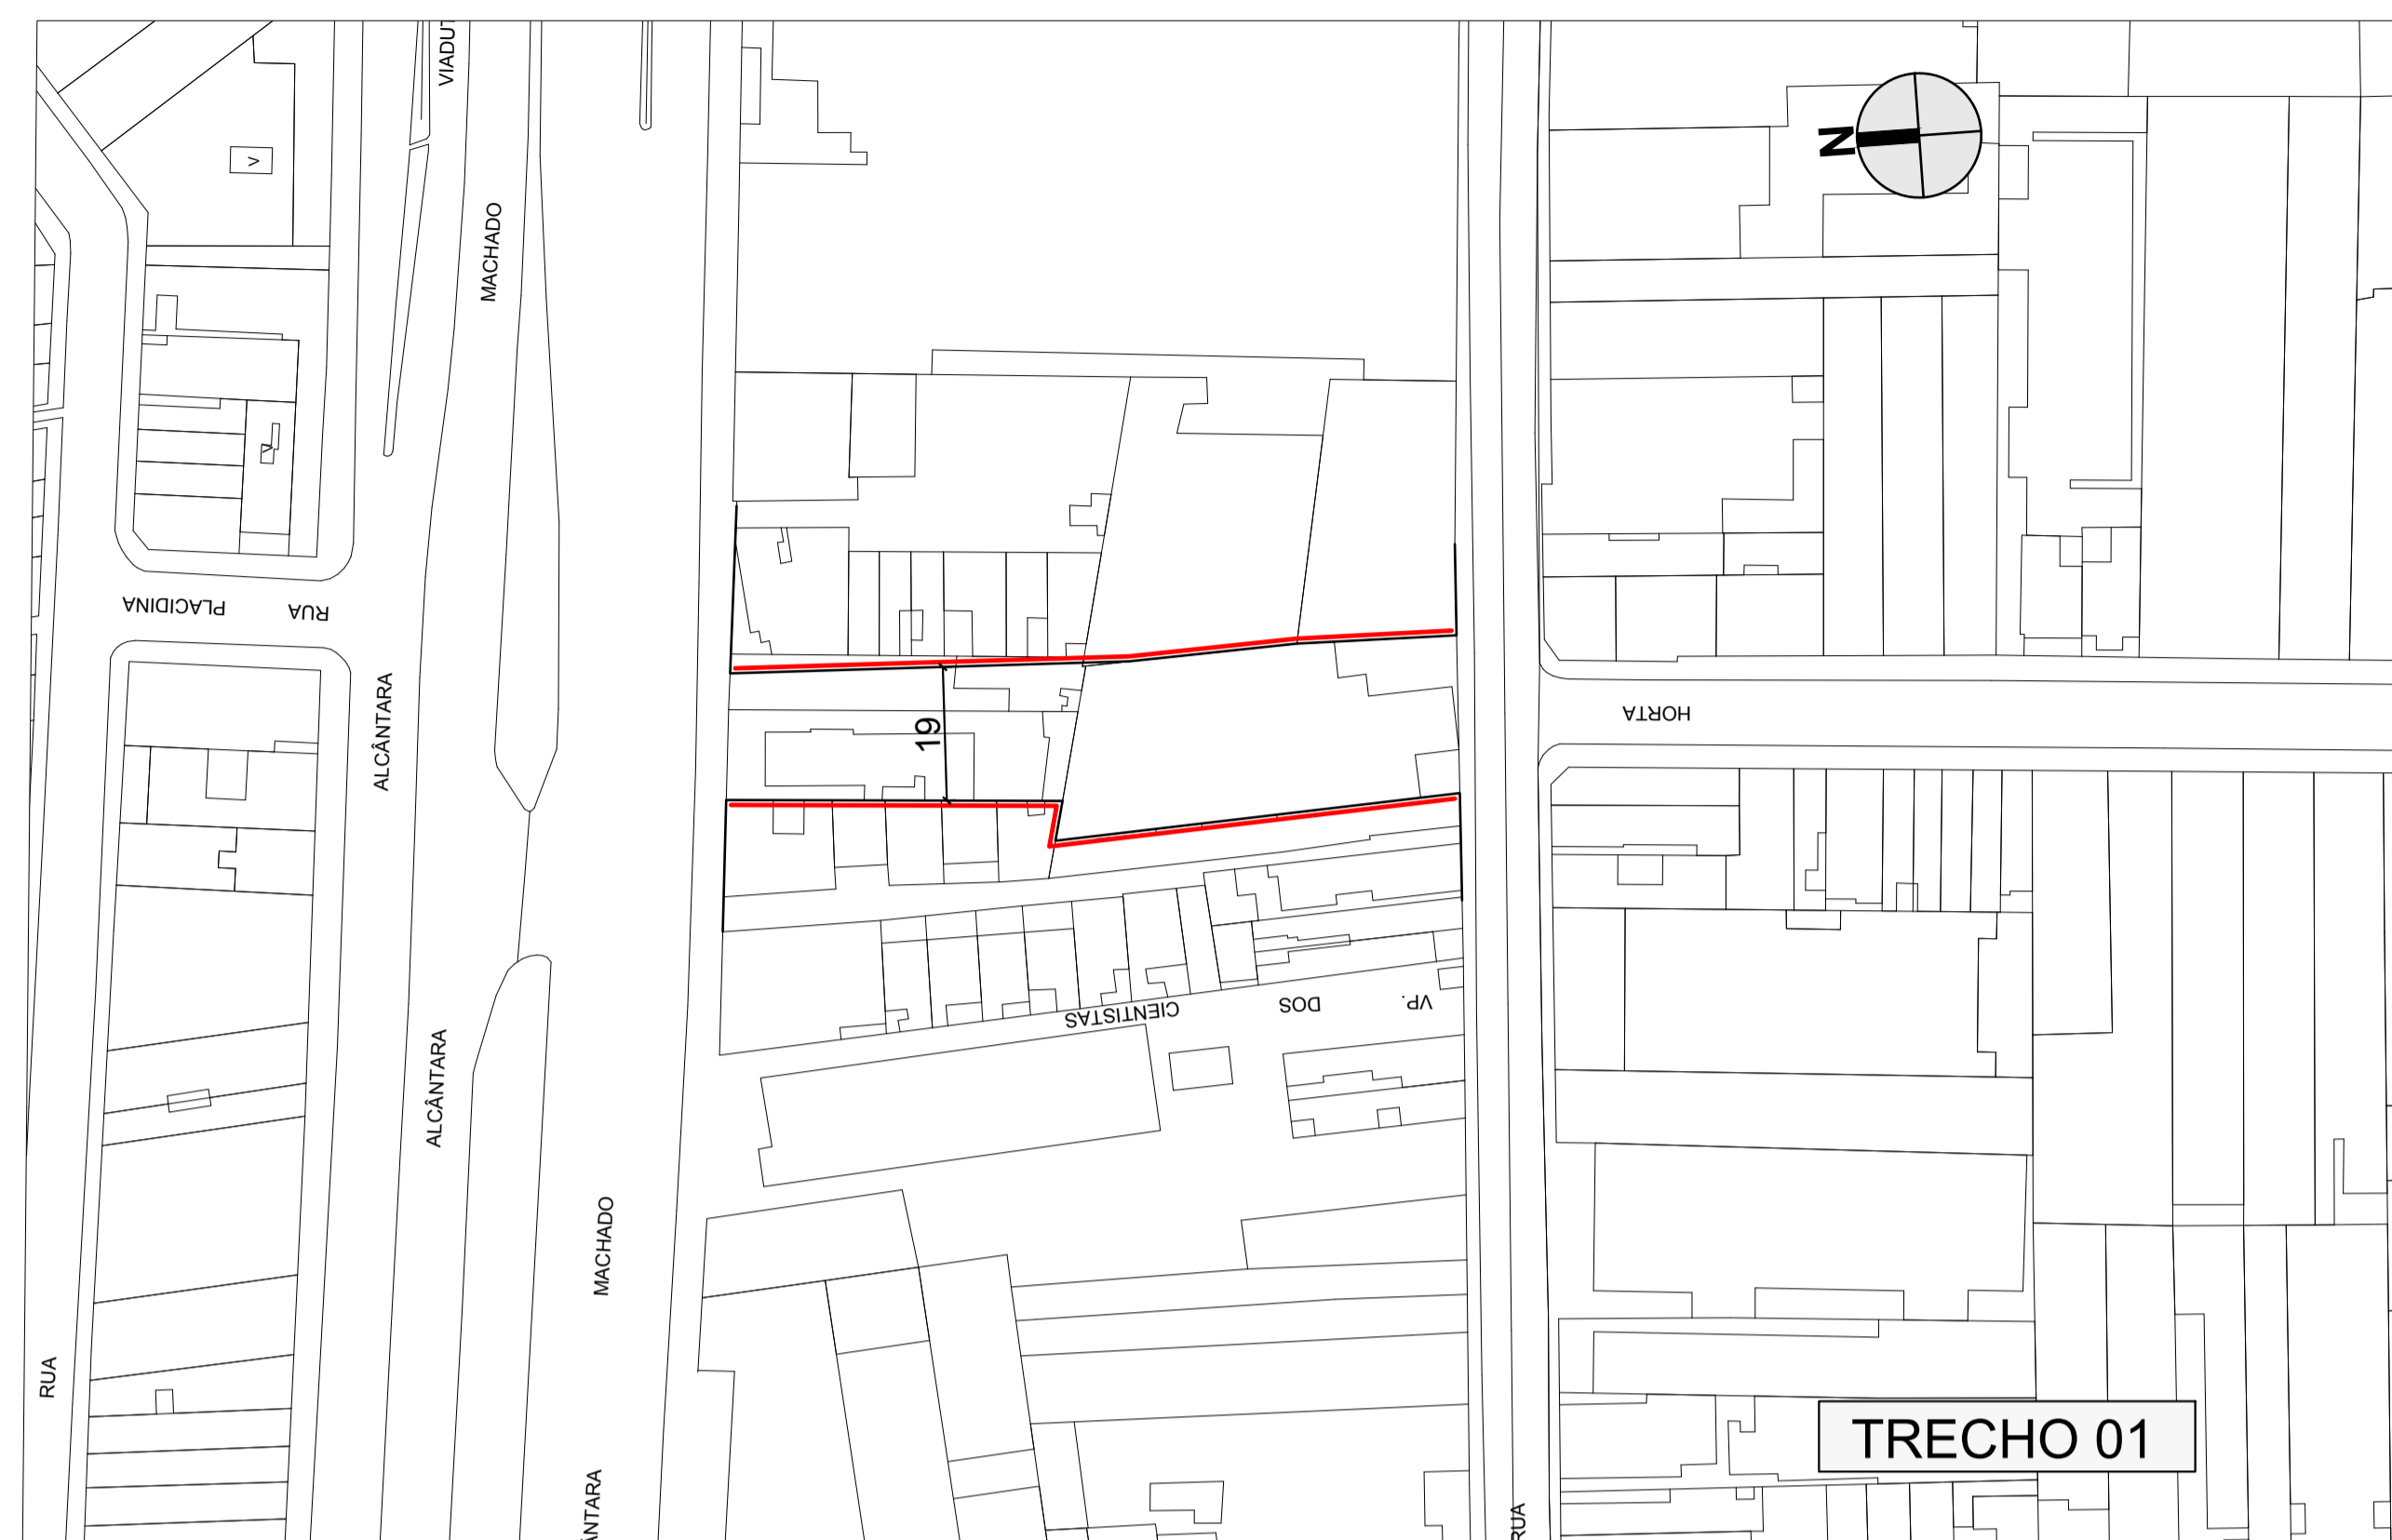 VIADUT
MACHADO
N
V
V
RUA PLACIDINA
ALCÂNTARA
19
HORTA
VP. DOS CIENTISTAS
ALCÂNTARA
MACHADO
RUA
TRECHO 01
NTARA
RUA